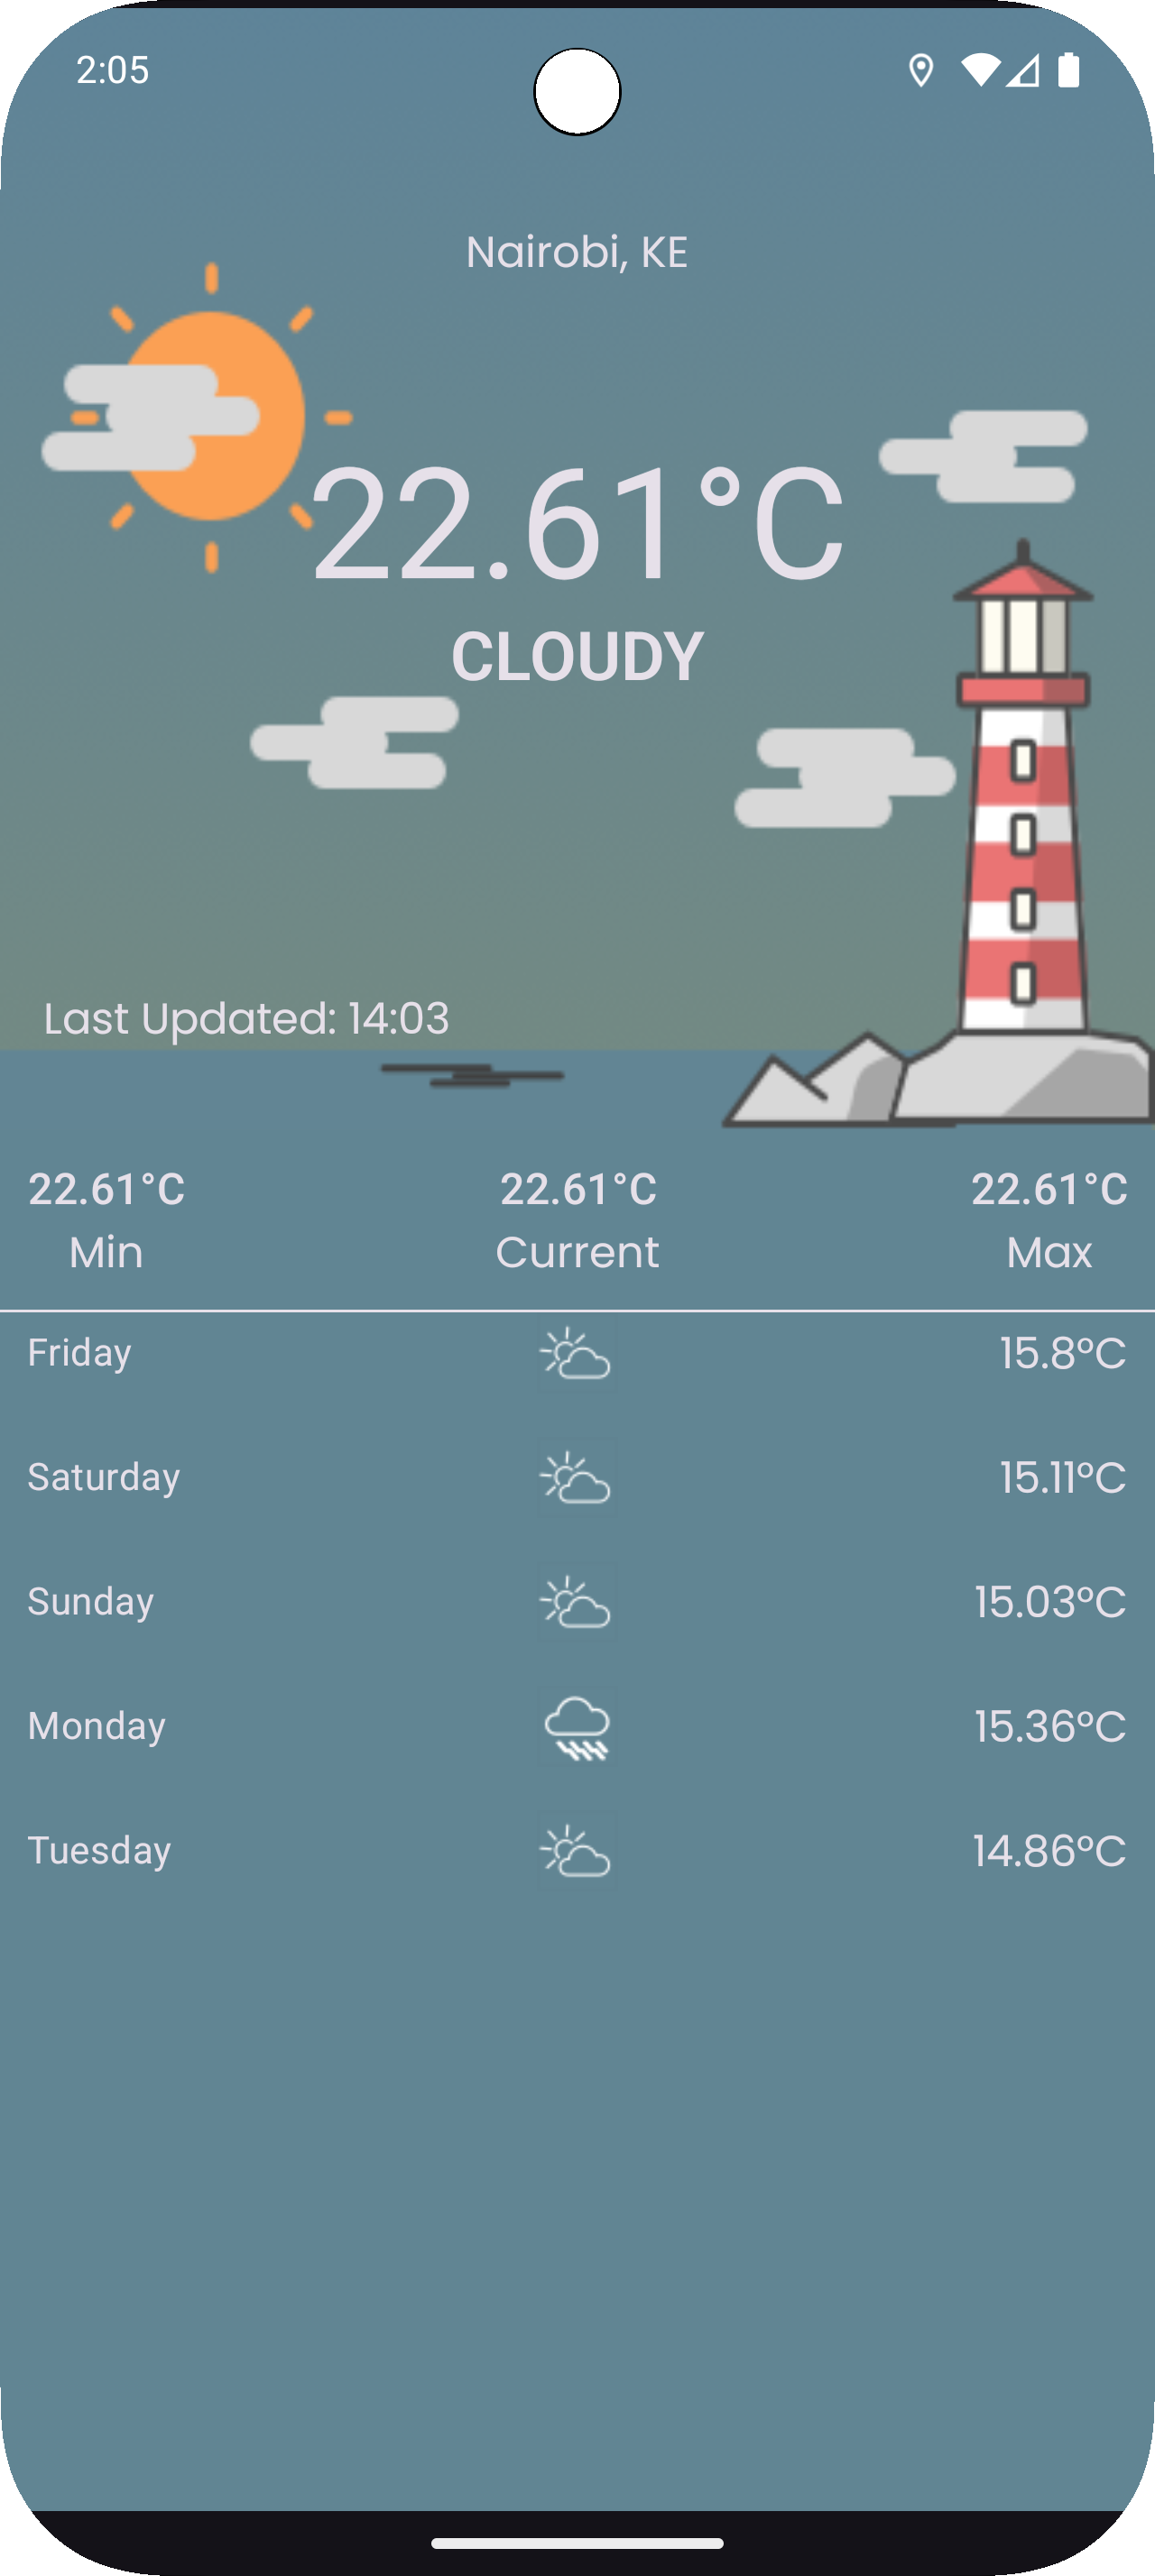 2:05
Nairobi, KE
22.61°C
CLOUDY
Last Updated: 14:03
22.61°C 22.61°C 22.61°C
Min Current Max
Friday 15.8°C
Saturday 15.11°C
Sunday 15.03°C
Monday 15.36°C
Tuesday 14.86°C